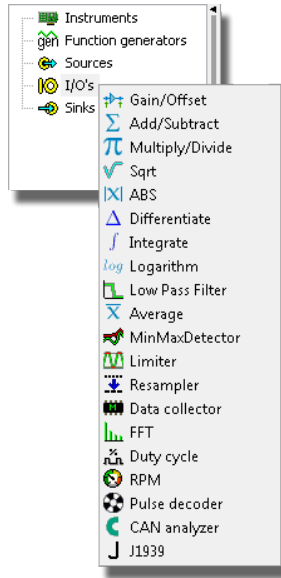 Instruments
gen Function generators
Sources
I/O's
Sinks
Gain/Offset
Add/Subtract
Multiply/Divide
Sqrt
|X| ABS
Differentiate
Integrate
log Logarithm
Low Pass Filter
X Average
MinMaxDetector
Limiter
Resampler
Data collector
FFT
% Duty cycle
RPM
Pulse decoder
CAN analyzer
J J1939